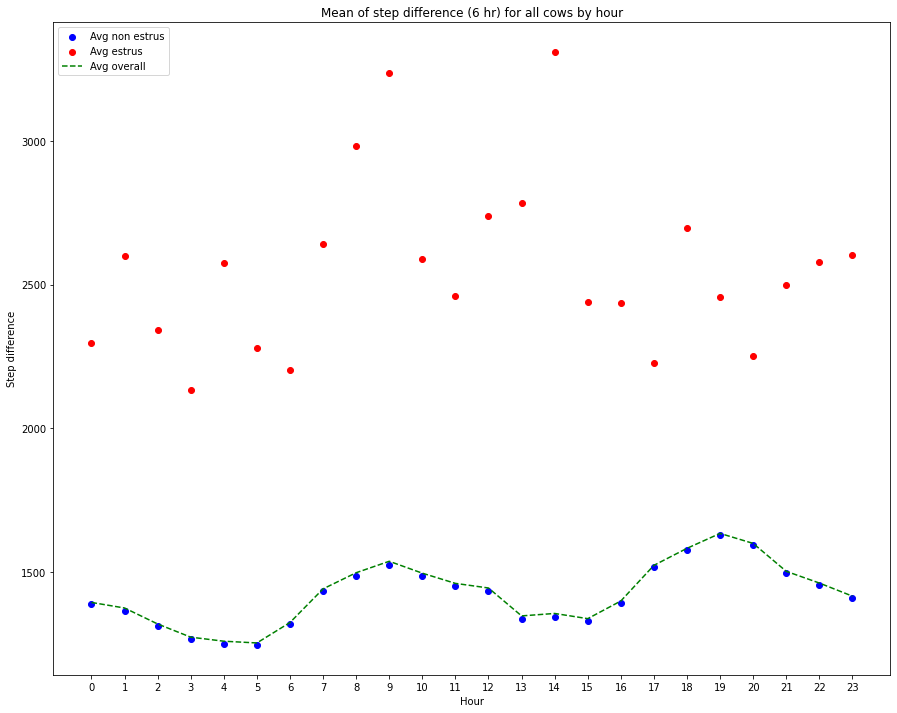 Mean of step difference (6 hr) for all cows by hour
Avg non estrus
Avg estrus
Avg overall
3000
2500
2000
1500
Step difference
0 1 2 3 4 5 6 7 8 9 10 11 12 13 14 15 16 17 18 19 20 21 22 23
Hour